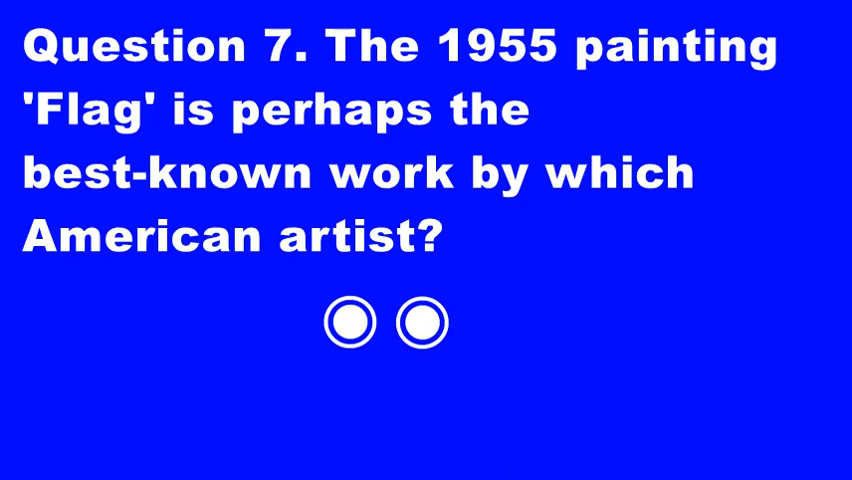 Question 7. The 1955 painting
'Flag' is perhaps the
best-known work by which
American artist?